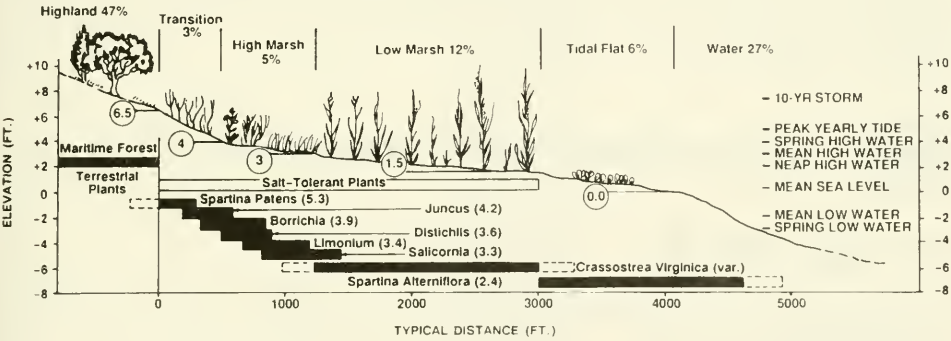 Highland 47%
Transition
3%
High Marsh
5%
Low Marsh 12%
Tidal Flat 6%
Water 27%
+10
+8
+6
+4
+2
0
-2
-4
-6
-8
ELEVATION (FT.)
6.5
4
3
1.5
0.0
10-YR STORM
PEAK YEARLY TIDE
SPRING HIGH WATER
MEAN HIGH WATER
NEAP HIGH WATER
MEAN SEA LEVEL
MEAN LOW WATER
SPRING LOW WATER
+10
+8
+6
+4
+2
0
-2
-4
-6
-8
Maritime Forest
Terrestrial
Plants
Salt-Tolerant Plants
Spartina Patens (5.3)
Juncus (4.2)
Borrichia (3.9)
Distichlis (3.6)
Limonium (3.4)
Salicornia (3.3)
Crassostrea Virginica (var.)
Spartina Alterniflora (2.4)
0
1000
2000
3000
4000
5000
TYPICAL DISTANCE (FT.)